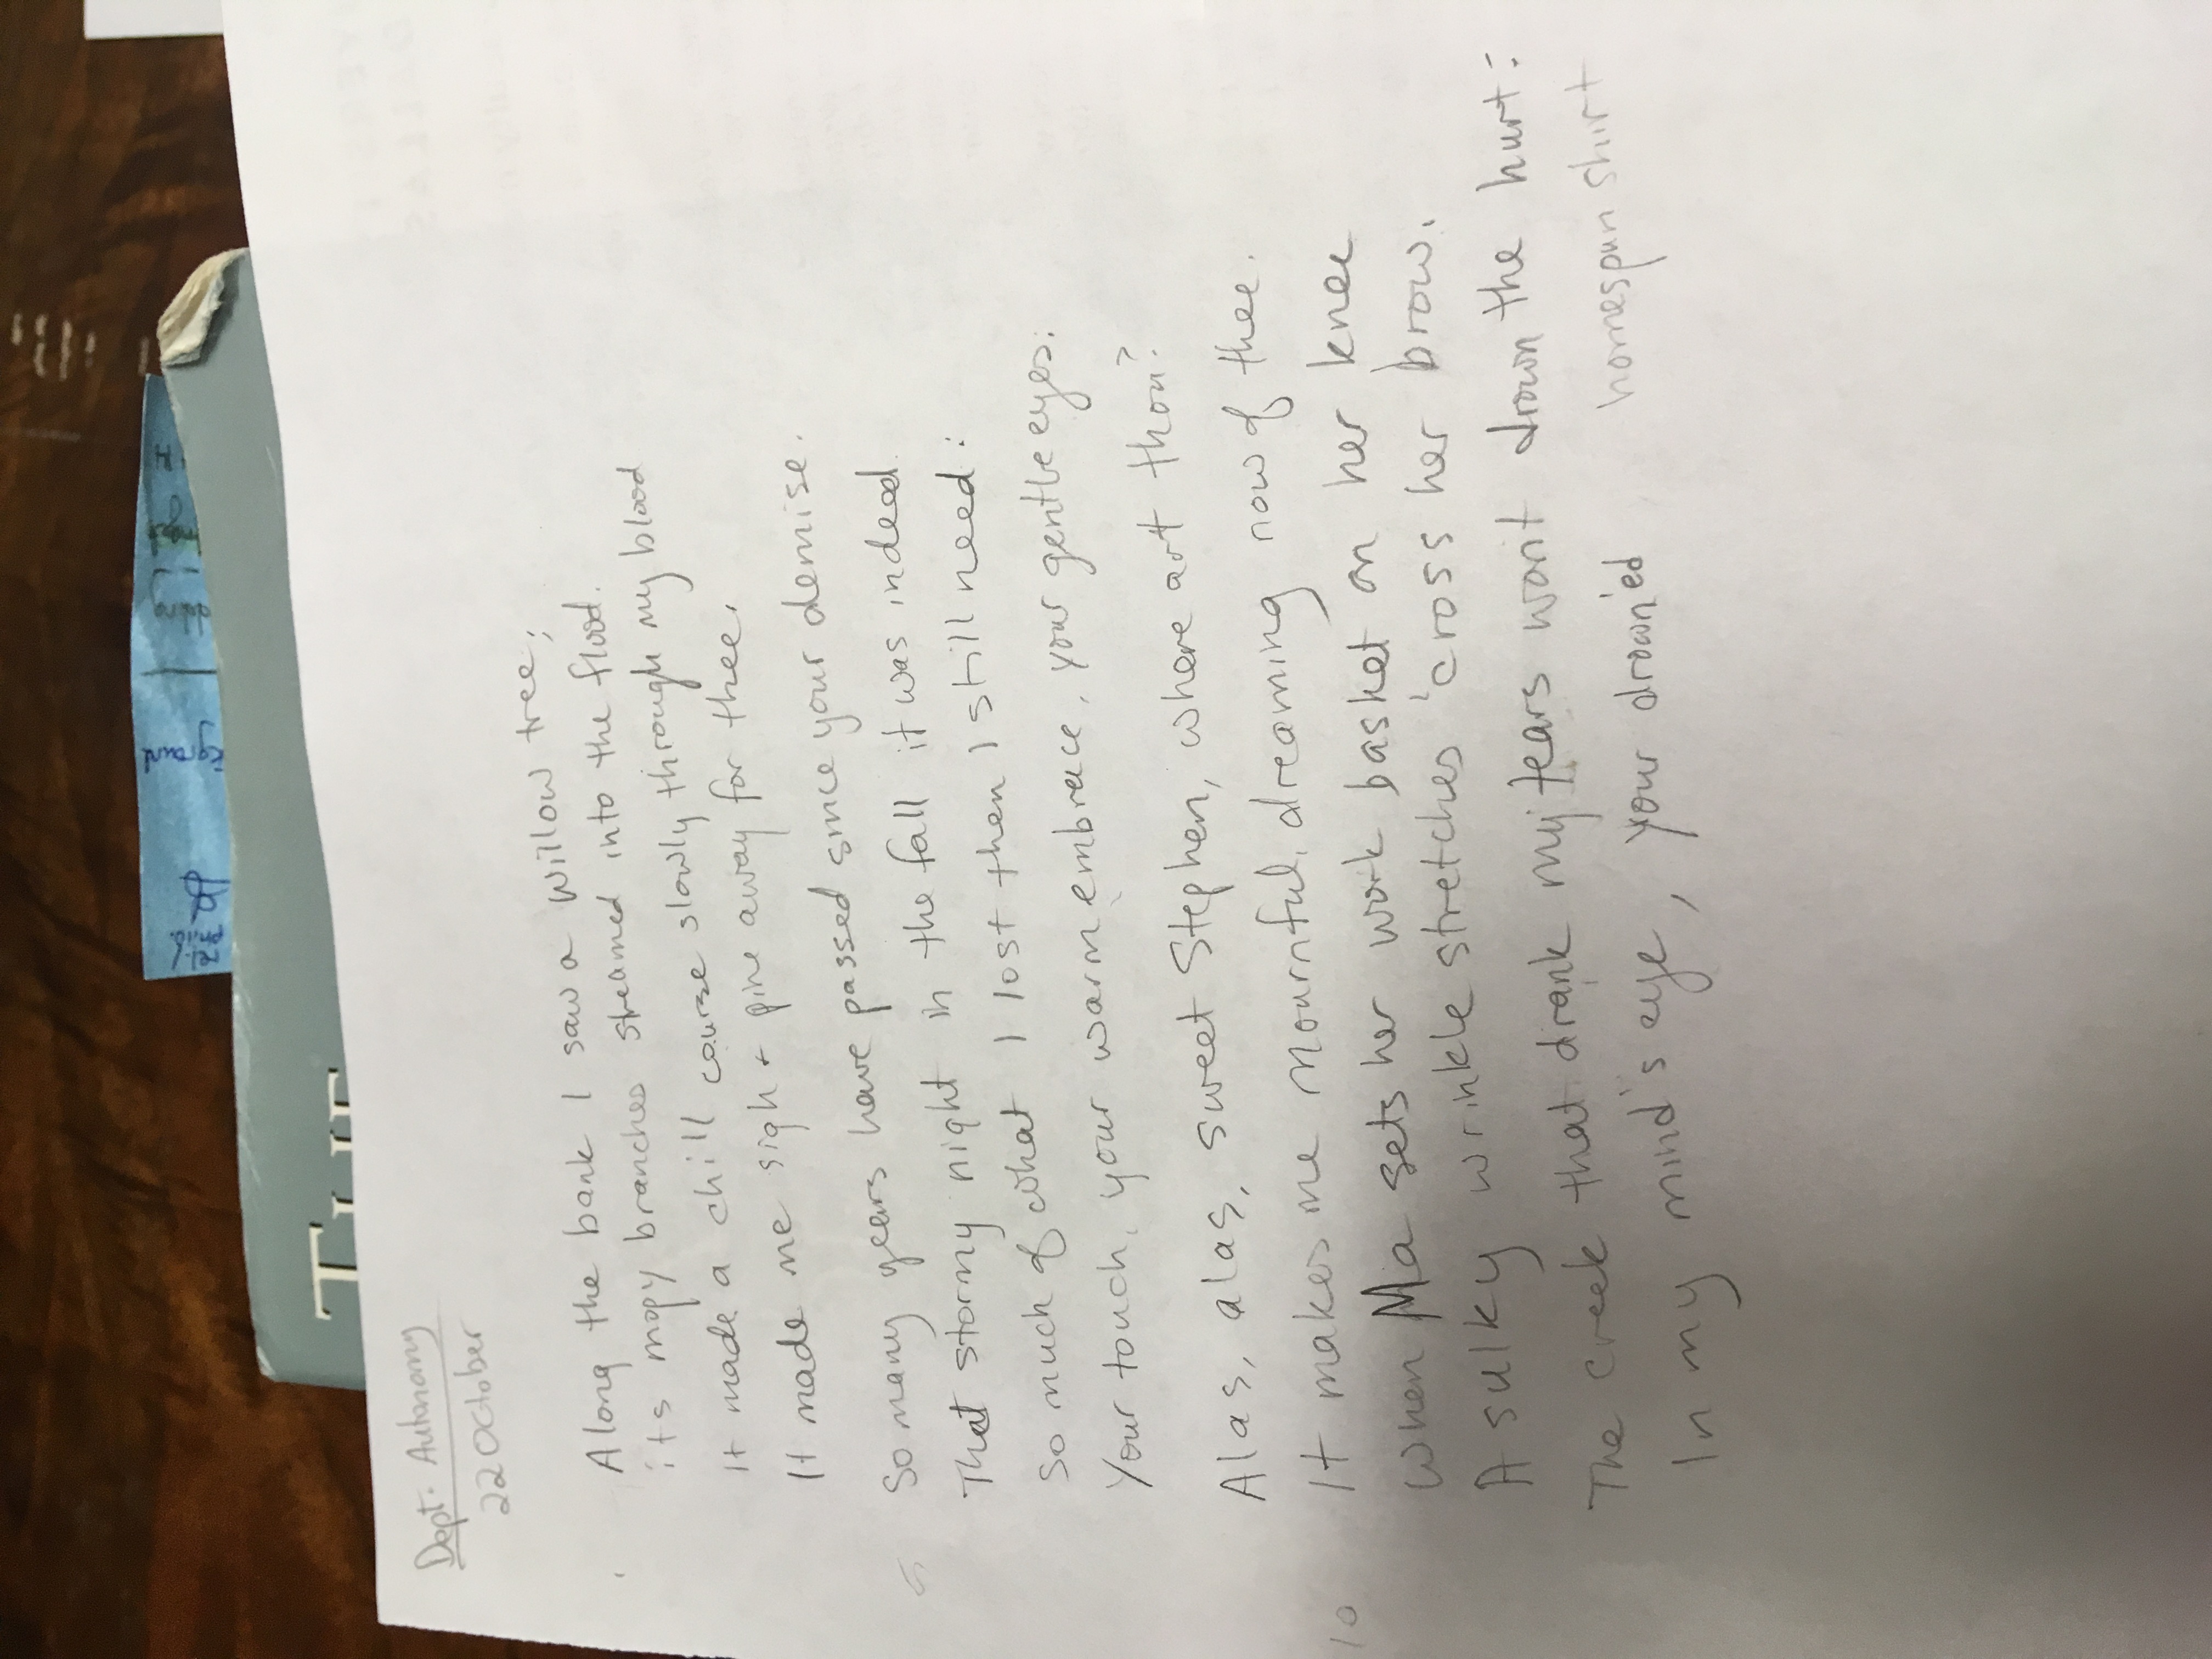 rel./
phild.
THE
Dept. Autonomy
22 October
Along the bank I saw a willow tree;
its mopy branches streamed into the flood.
It made a chill course slowly through my blood
It made me sigh + pine away for thee.
5 So many years have passed since your demise.
That stormy night in the fall it was indeed.
So much of what I lost then I still need:
Your touch, your warm embrace, your gentle eyes.
Alas, alas, sweet Stephen, where art thou?
10 It makes me mournful, dreaming now of thee.
When Ma sets her work basket on her knee
A sulky wrinkle stretches 'cross her brow.
The creek that drank my tears won't drown the hurt:
In my mind's eye, your drown'ed homespun shirt